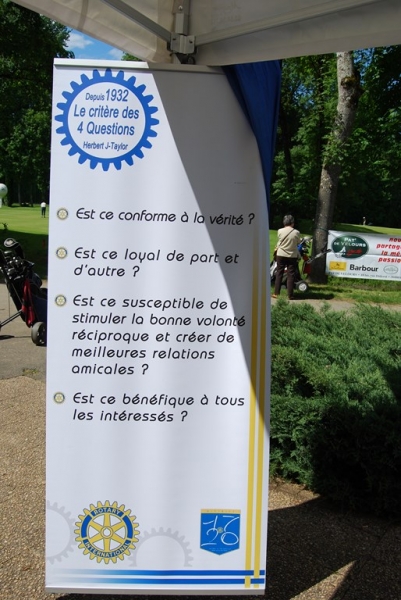 Depuis 1932
Le critère des
4 Questions
Herbert J-Taylor
Est ce conforme à la vérité ?
Est ce loyal de part et
d'autre ?
Est ce susceptible de
stimuler la bonne volonté
réciproque et créer de
meilleures relations
amicales ?
Est ce bénéfique à tous
les intéressés ?
ROTARY
INTERNATIONAL
Barbour